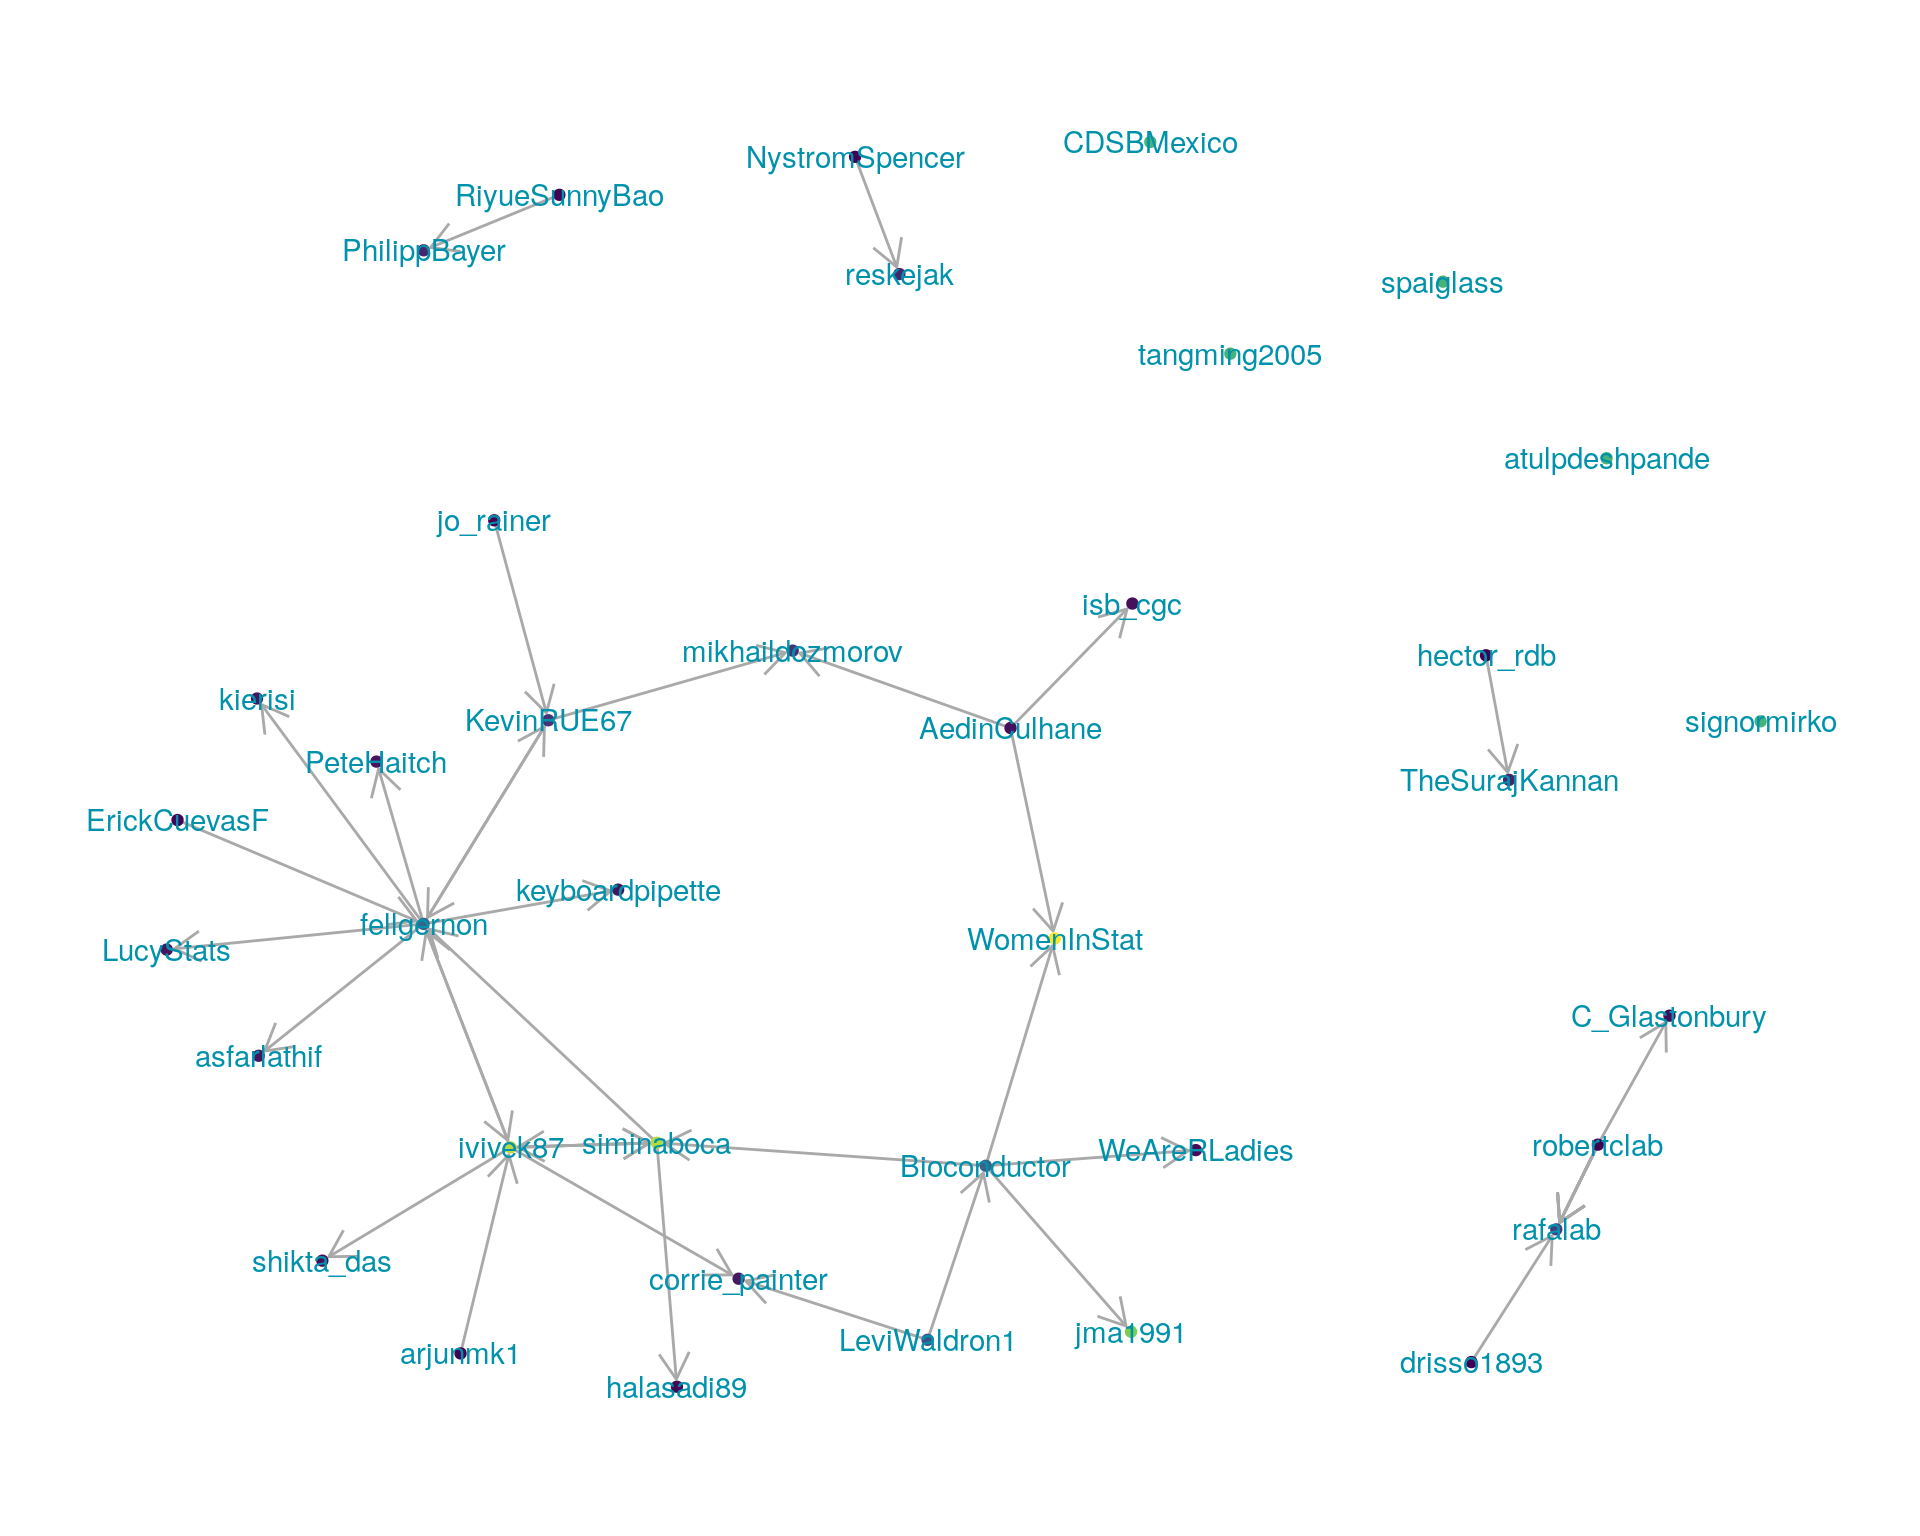 CDSBMexico
NystromSpencer
RiyueSunnyBao
PhilippBayer
reskejak
spaiglass
tangming2005
atulpdeshpande
jo_rainer
isb_cgc
mikhaildozmorov
hector_rdb
kierisi
KevinRUE67
AedinCulhane
signormirko
PeteHaitch
TheSurajKannan
ErickCuevasF
keyboardpipette
fellgernon
WomenInStat
LucyStats
C_Glastonbury
asfarlathif
ivivek87
siminaboca
WeAreRLadies
robertclab
Bioconductor
rafalab
shikta_das
corrie_painter
jma1991
LeviWaldron1
arjunmk1
drisso1893
halasadi89